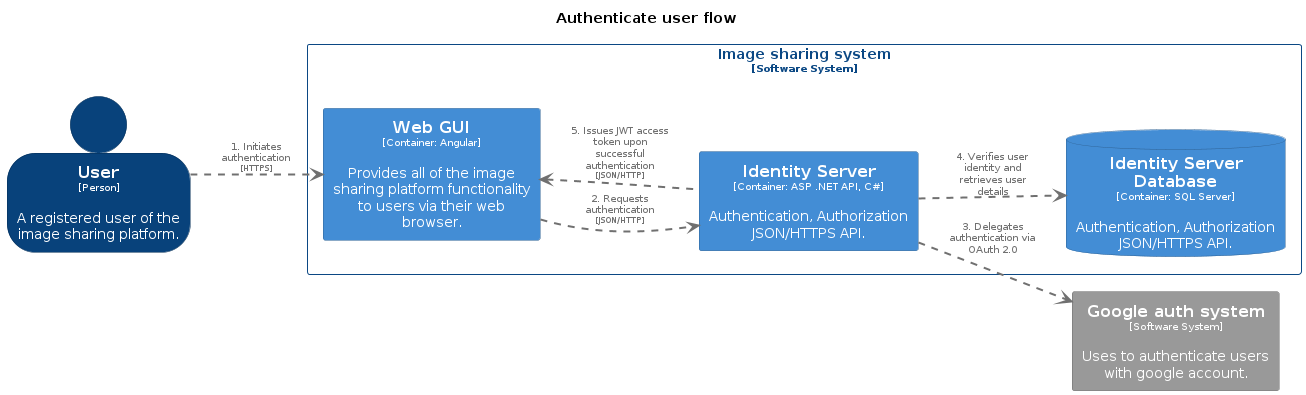 Authenticate user flow
Image sharing system
[Software System]
User
[Person]
A registered user of the
image sharing platform.
1. Initiates
authentication
[HTTPS]
Web GUI
[Container: Angular]
Provides all of the image
sharing platform functionality
to users via their web
browser.
5. Issues JWT access
token upon
successful
authentication
[JSON/HTTP]
2. Requests
authentication
[JSON/HTTP]
Identity Server
[Container: ASP .NET API, C#]
Authentication, Authorization
JSON/HTTPS API.
4. Verifies user
identity and
retrieves user
details
3. Delegates
authentication via
OAuth 2.0
Identity Server
Database
[Container: SQL Server]
Authentication, Authorization
JSON/HTTPS API.
Google auth system
[Software System]
Uses to authenticate users
with google account.